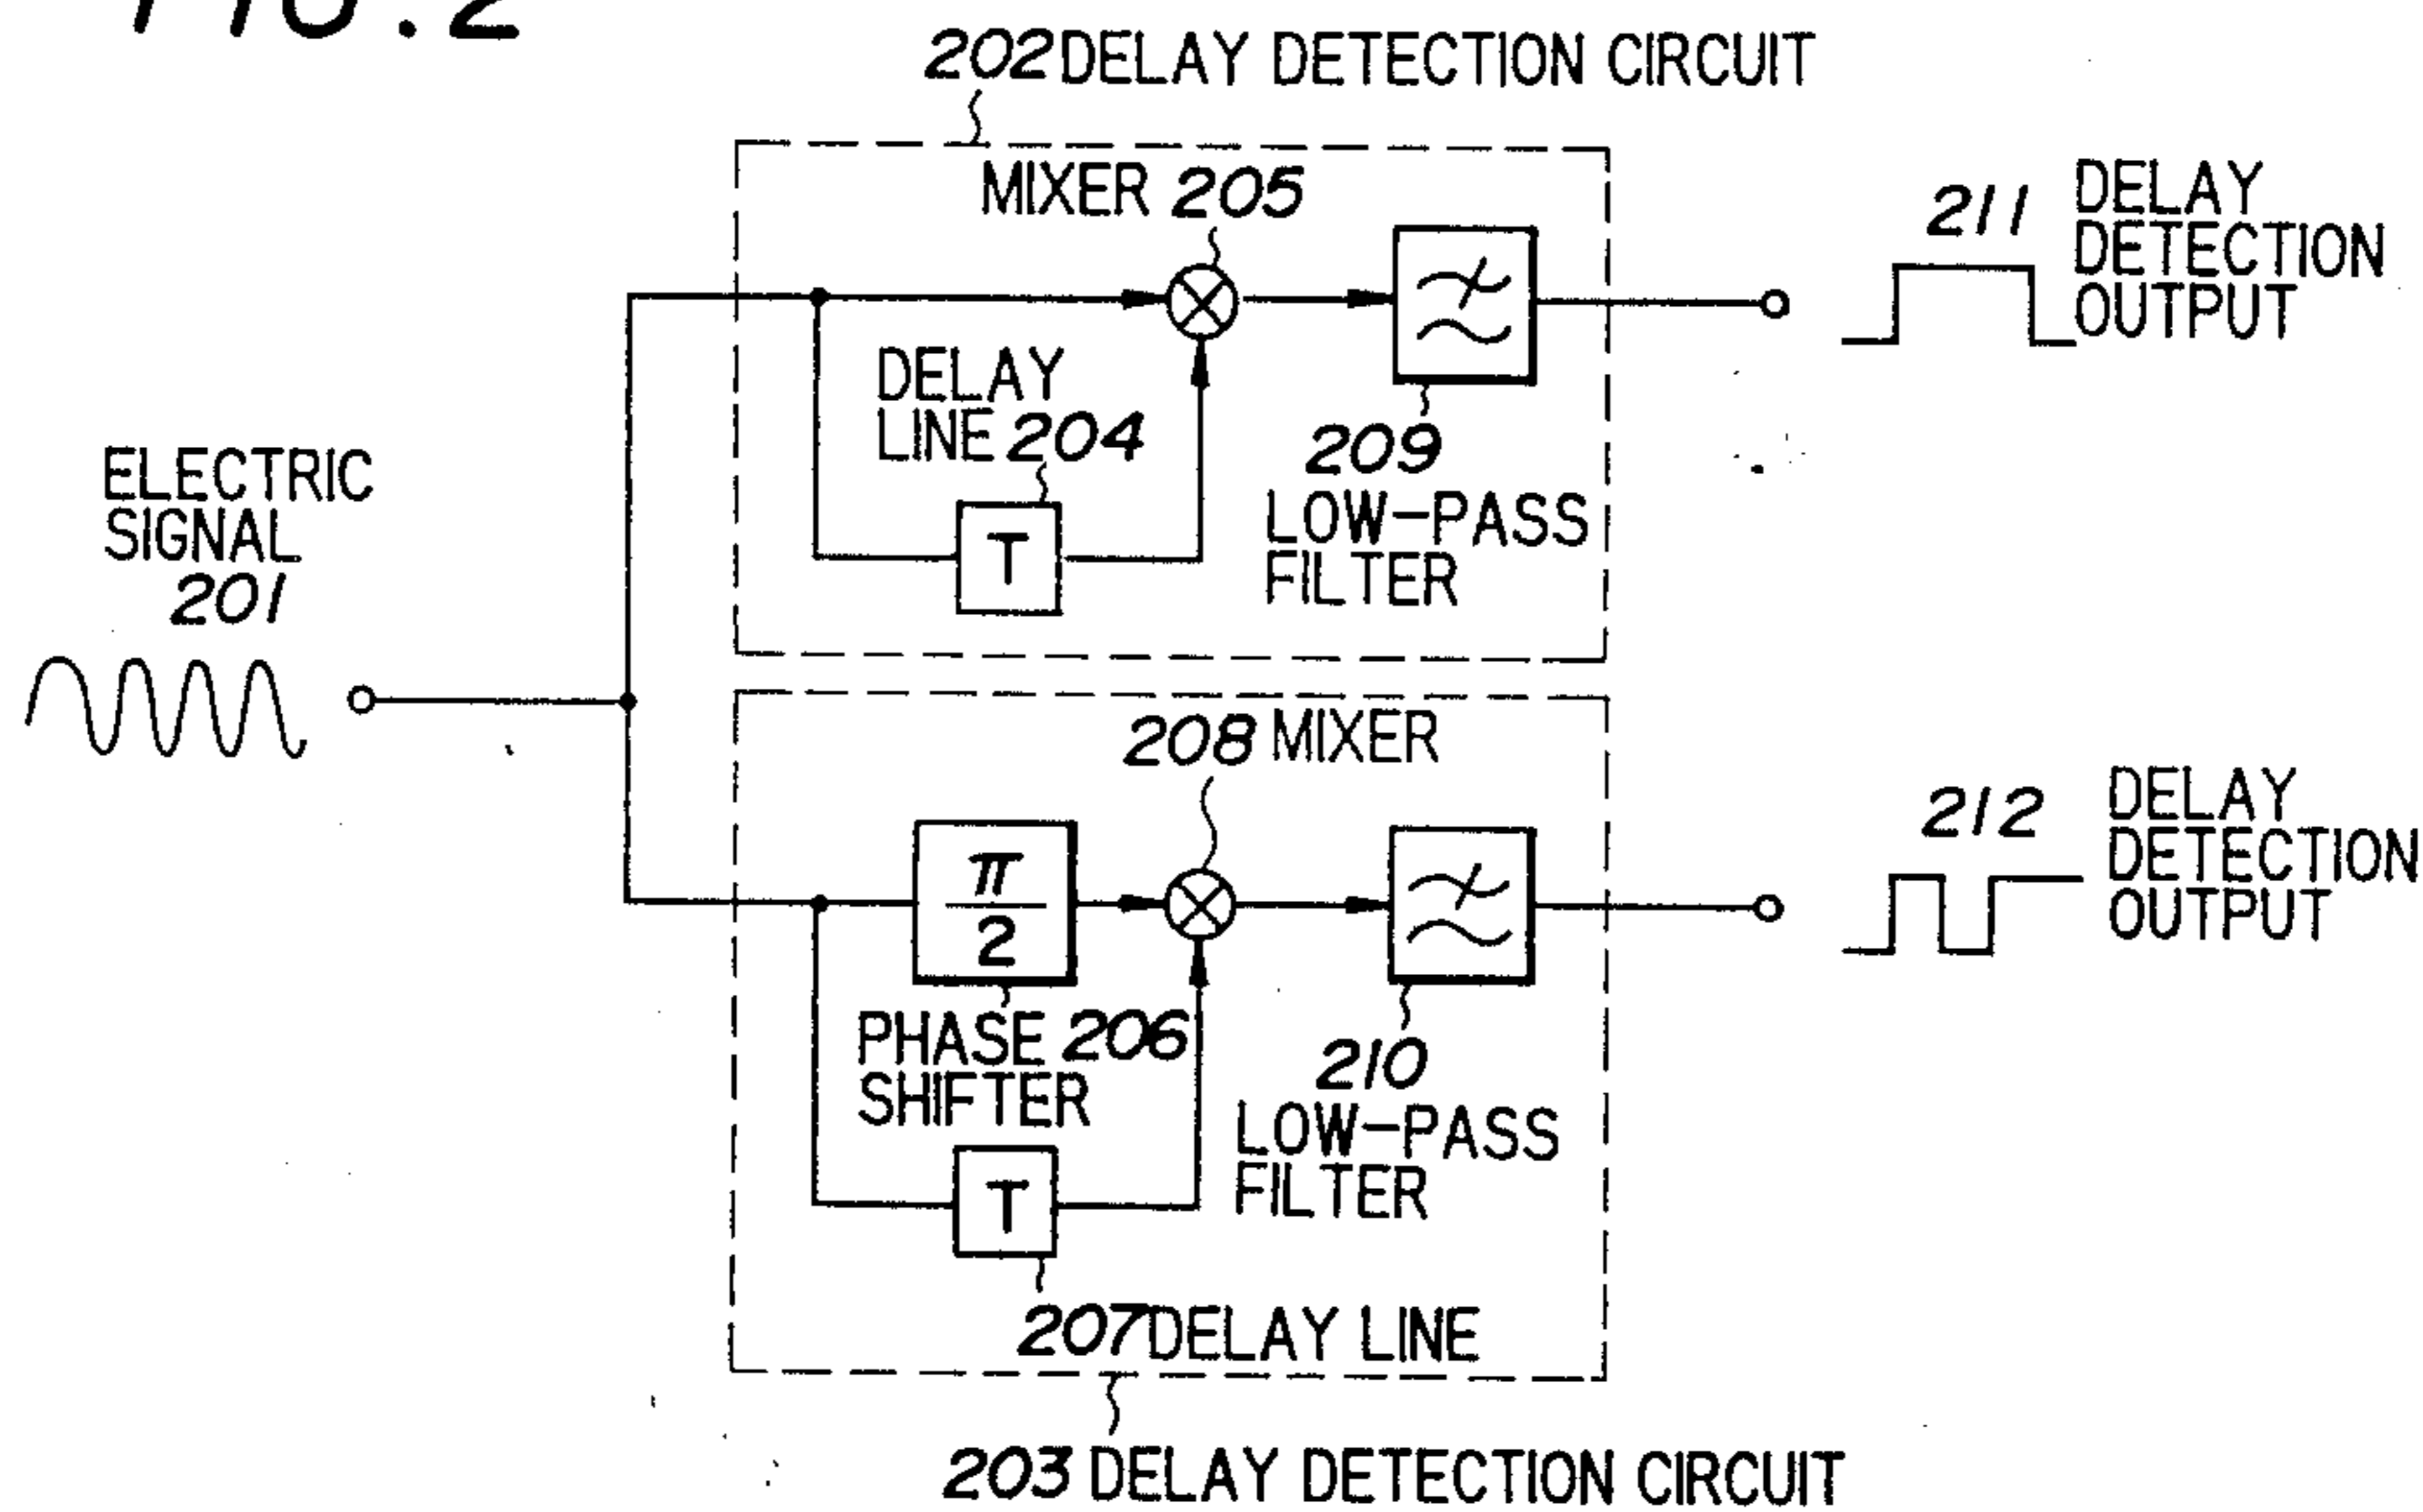 FIG. 2
202 DELAY DETECTION CIRCUIT
MIXER 205
211
DELAY
DETECTION
OUTPUT
DELAY
LINE 204
T
209
LOW-PASS
FILTER
ELECTRIC
SIGNAL
201
208 MIXER
π
2
PHASE 206
SHIFTER
210
LOW-PASS
FILTER
212
DELAY
DETECTION
OUTPUT
T
207 DELAY LINE
203 DELAY DETECTION CIRCUIT